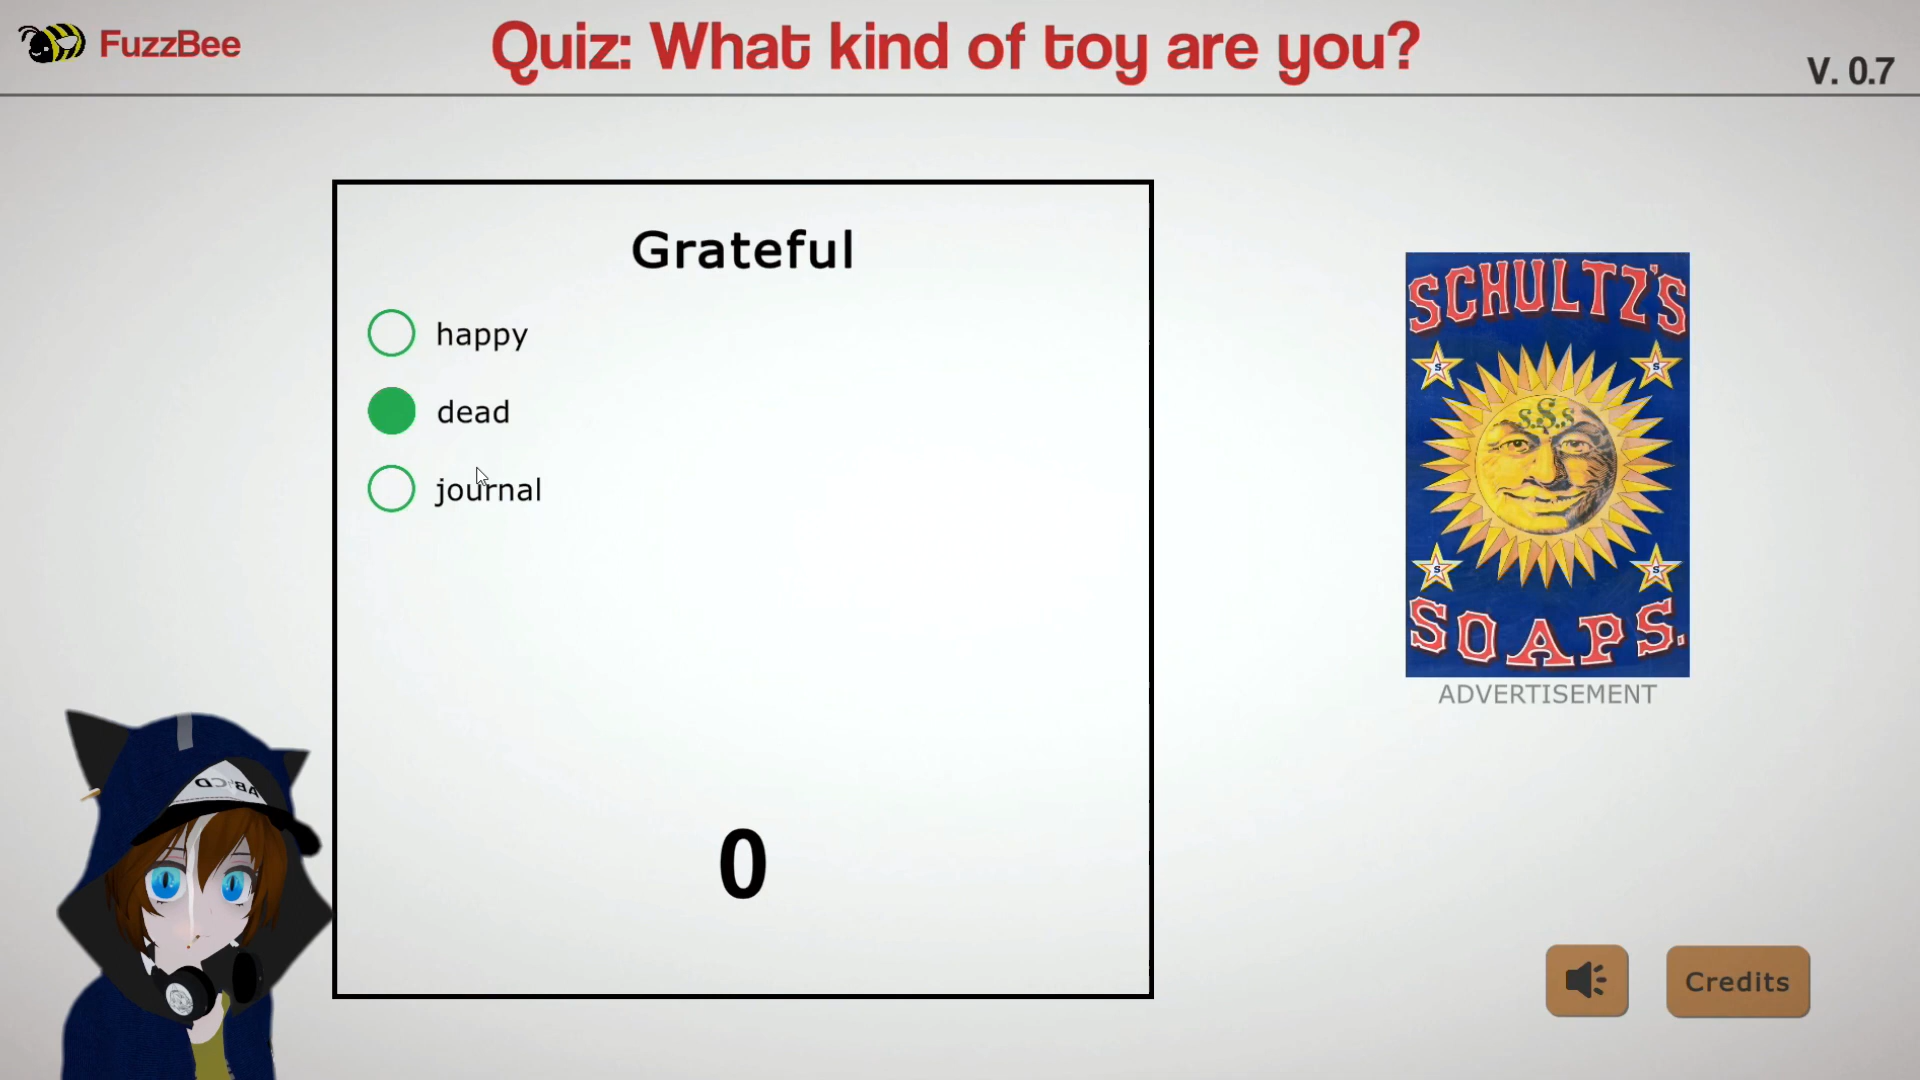 FuzzBee
Quiz: What kind of toy are you?
V. 0.7
Grateful
happy
dead
journal
0
SCHULTZ'S
S S
S.S.S
S S
SOAPS.
ADVERTISEMENT
ABCD
Credits